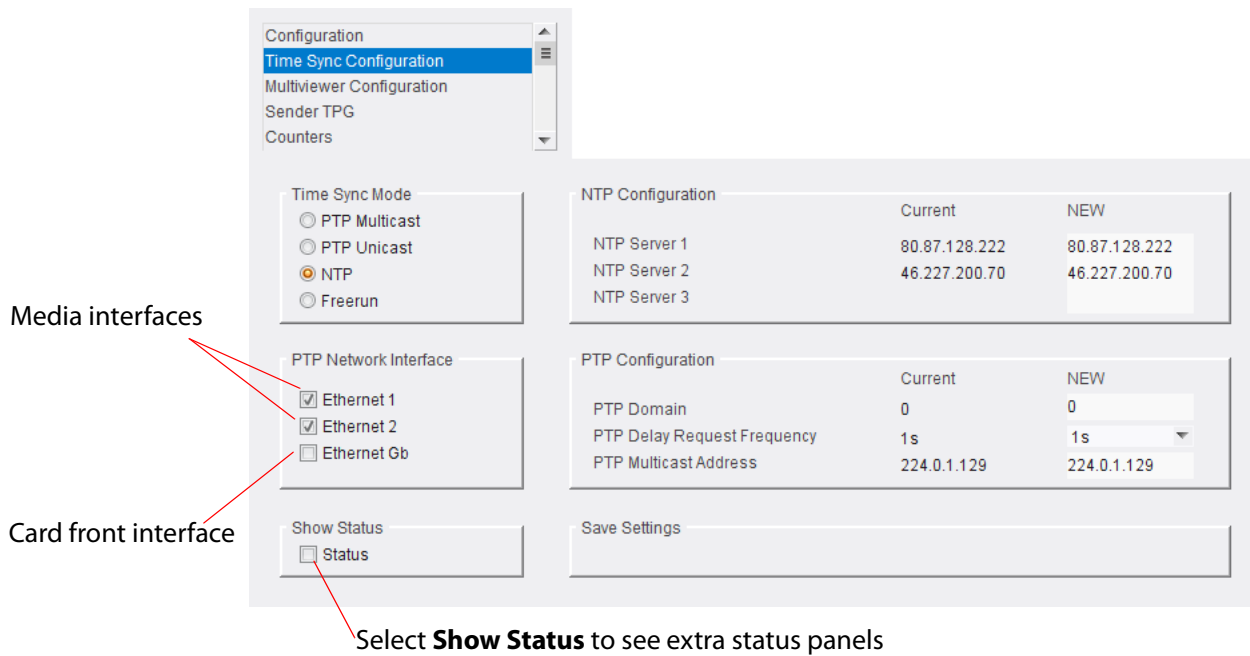 Configuration
Time Sync Configuration
Multiviewer Configuration
Sender TPG
Counters
Time Sync Mode
PTP Multicast
PTP Unicast
NTP
Freerun
NTP Configuration
Current NEW
NTP Server 1 80.87.128.222 80.87.128.222
NTP Server 2 46.227.200.70 46.227.200.70
NTP Server 3
Media interfaces
PTP Network Interface
Ethernet 1
Ethernet 2
Ethernet Gb
PTP Configuration
Current NEW
PTP Domain 0 0
PTP Delay Request Frequency 1s 1s
PTP Multicast Address 224.0.1.129 224.0.1.129
Card front interface
Show Status
Status
Save Settings
Select Show Status to see extra status panels